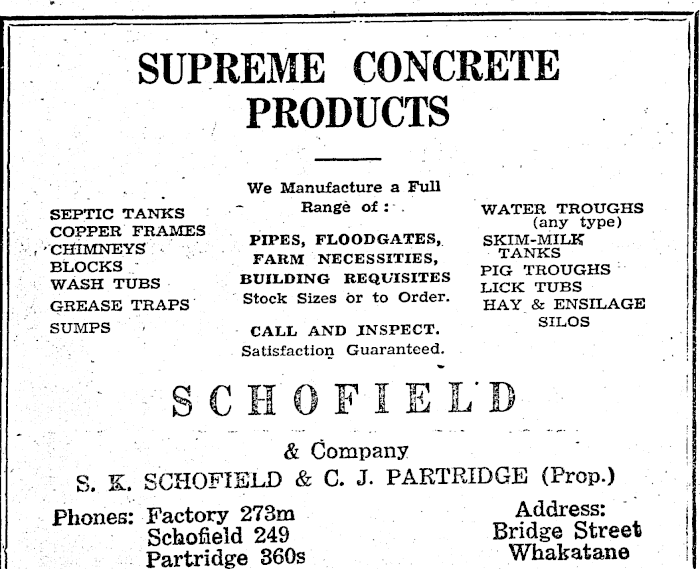 SUPREME CONCRETE
PRODUCTS
We Manufacture a Full
Range of :
SEPTIC TANKS
COPPER FRAMES
CHIMNEYS
BLOCKS
WASH TUBS
GREASE TRAPS
SUMPS
PIPES, FLOODGATES,
FARM NECESSITIES,
BUILDING REQUISITES
Stock Sizes or to Order.
CALL AND INSPECT.
Satisfaction Guaranteed.
WATER TROUGHS
(any type)
SKIM-MILK
TANKS
PIG TROUGHS
LICK TUBS
HAY & ENSILAGE
SILOS
SCHOFIELD
& Company
S. K. SCHOFIELD & C. J. PARTRIDGE (Prop.)
Phones: Factory 273m
Schofield 249
Partridge 360s
Address:
Bridge Street
Whakatane